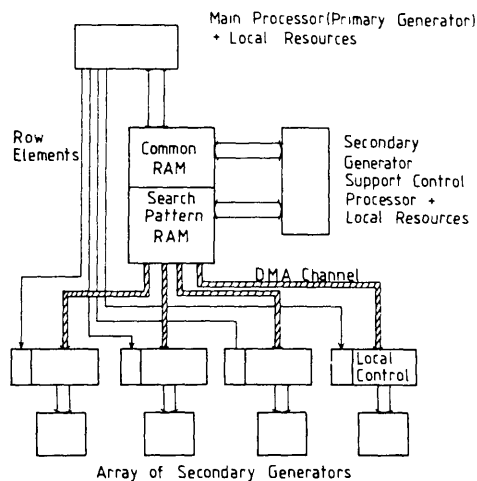 Main Processor(Primary Generator)
+ Local Resources
Row
Elements
Common
RAM
Search
Pattern
RAM
Secondary
Generator
Support Control
Processor +
Local Resources
DMA Channel
Local
Control
Array of Secondary Generators